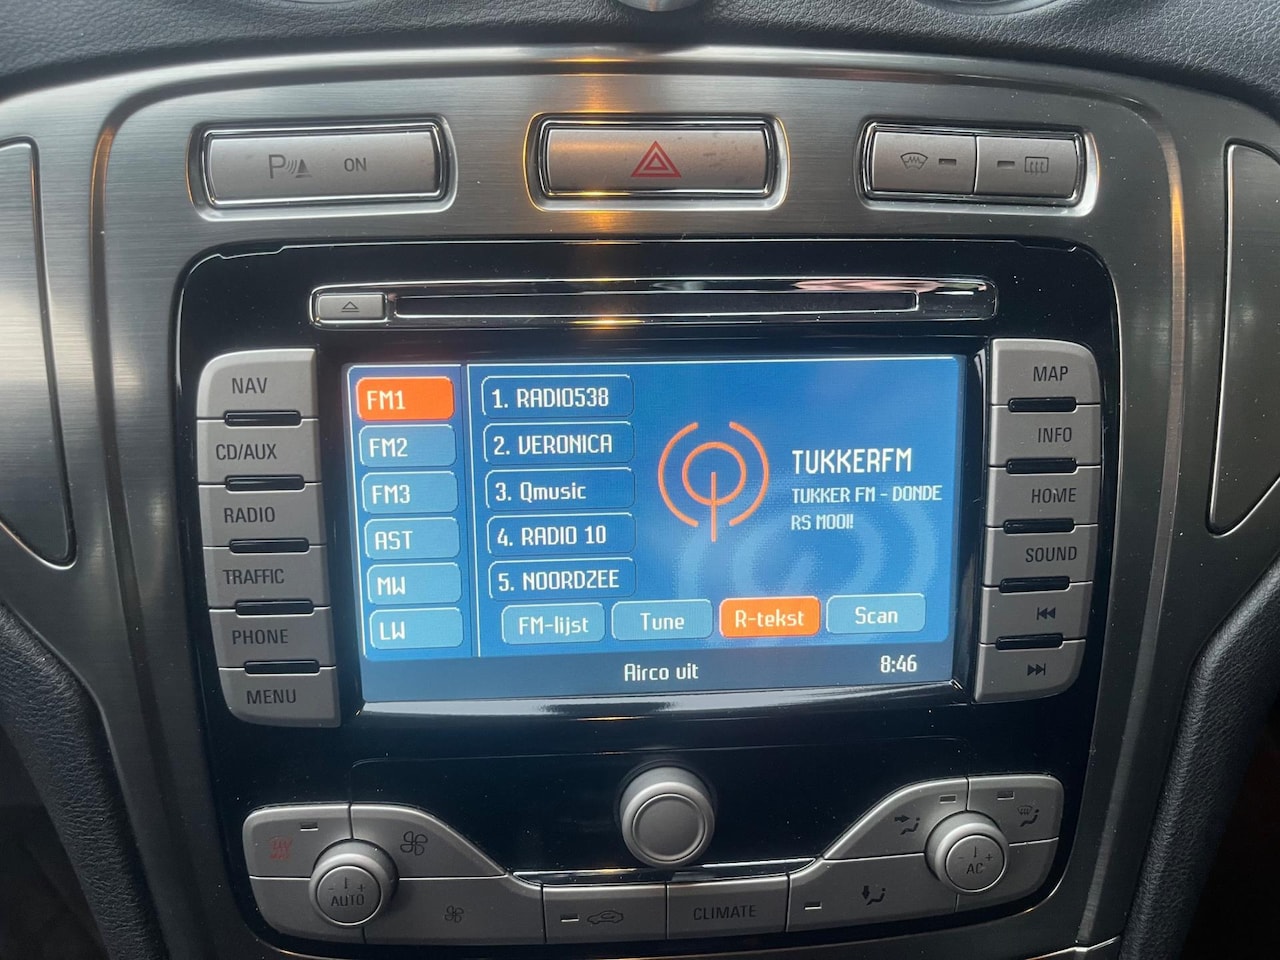 P ON
NAV
CD/AUX
RADIO
TRAFFIC
PHONE
MENU
FM1
FM2
FM3
AST
MW
LW
1. RADIO538
2. VERONICA
3. Qmusic
4. RADIO 10
5. NOORDZEE
TUKKERFM
TUKKER FM - DONDE
RS MOOI!
FM-lijst Tune R-tekst Scan
Airco uit 8:46
MAP
INFO
HOME
SOUND
- + AUTO
CLIMATE
- + AC